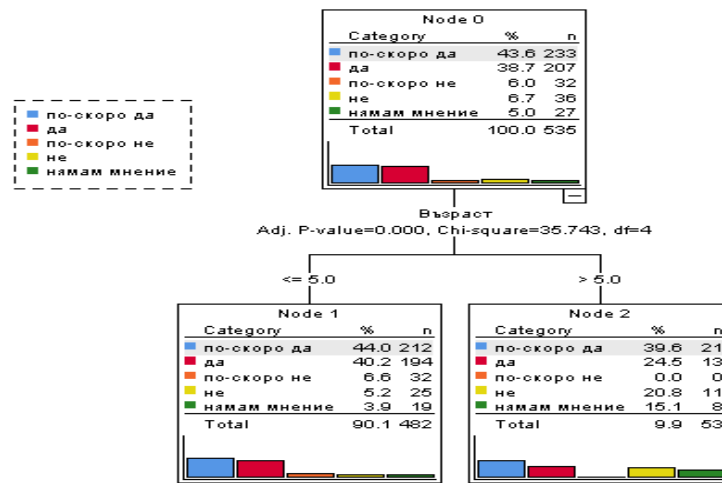 Node 0
Category % n
по-скоро да 43.6 233
да 38.7 207
по-скоро не 6.0 32
не 6.7 36
нямам мнение 5.0 27
Total 100.0 535
по-скоро да
да
по-скоро не
не
нямам мнение
Възраст
Adj. P-value=0.000, Chi-square=35.743, df=4
<= 5.0
> 5.0
Node 1
Category % n
по-скоро да 44.0 212
да 40.2 194
по-скоро не 6.6 32
не 5.2 25
нямам мнение 3.9 19
Total 90.1 482
Node 2
Category % n
по-скоро да 39.6 21
да 24.5 13
по-скоро не 0.0 0
не 20.8 11
нямам мнение 15.1 8
Total 9.9 53